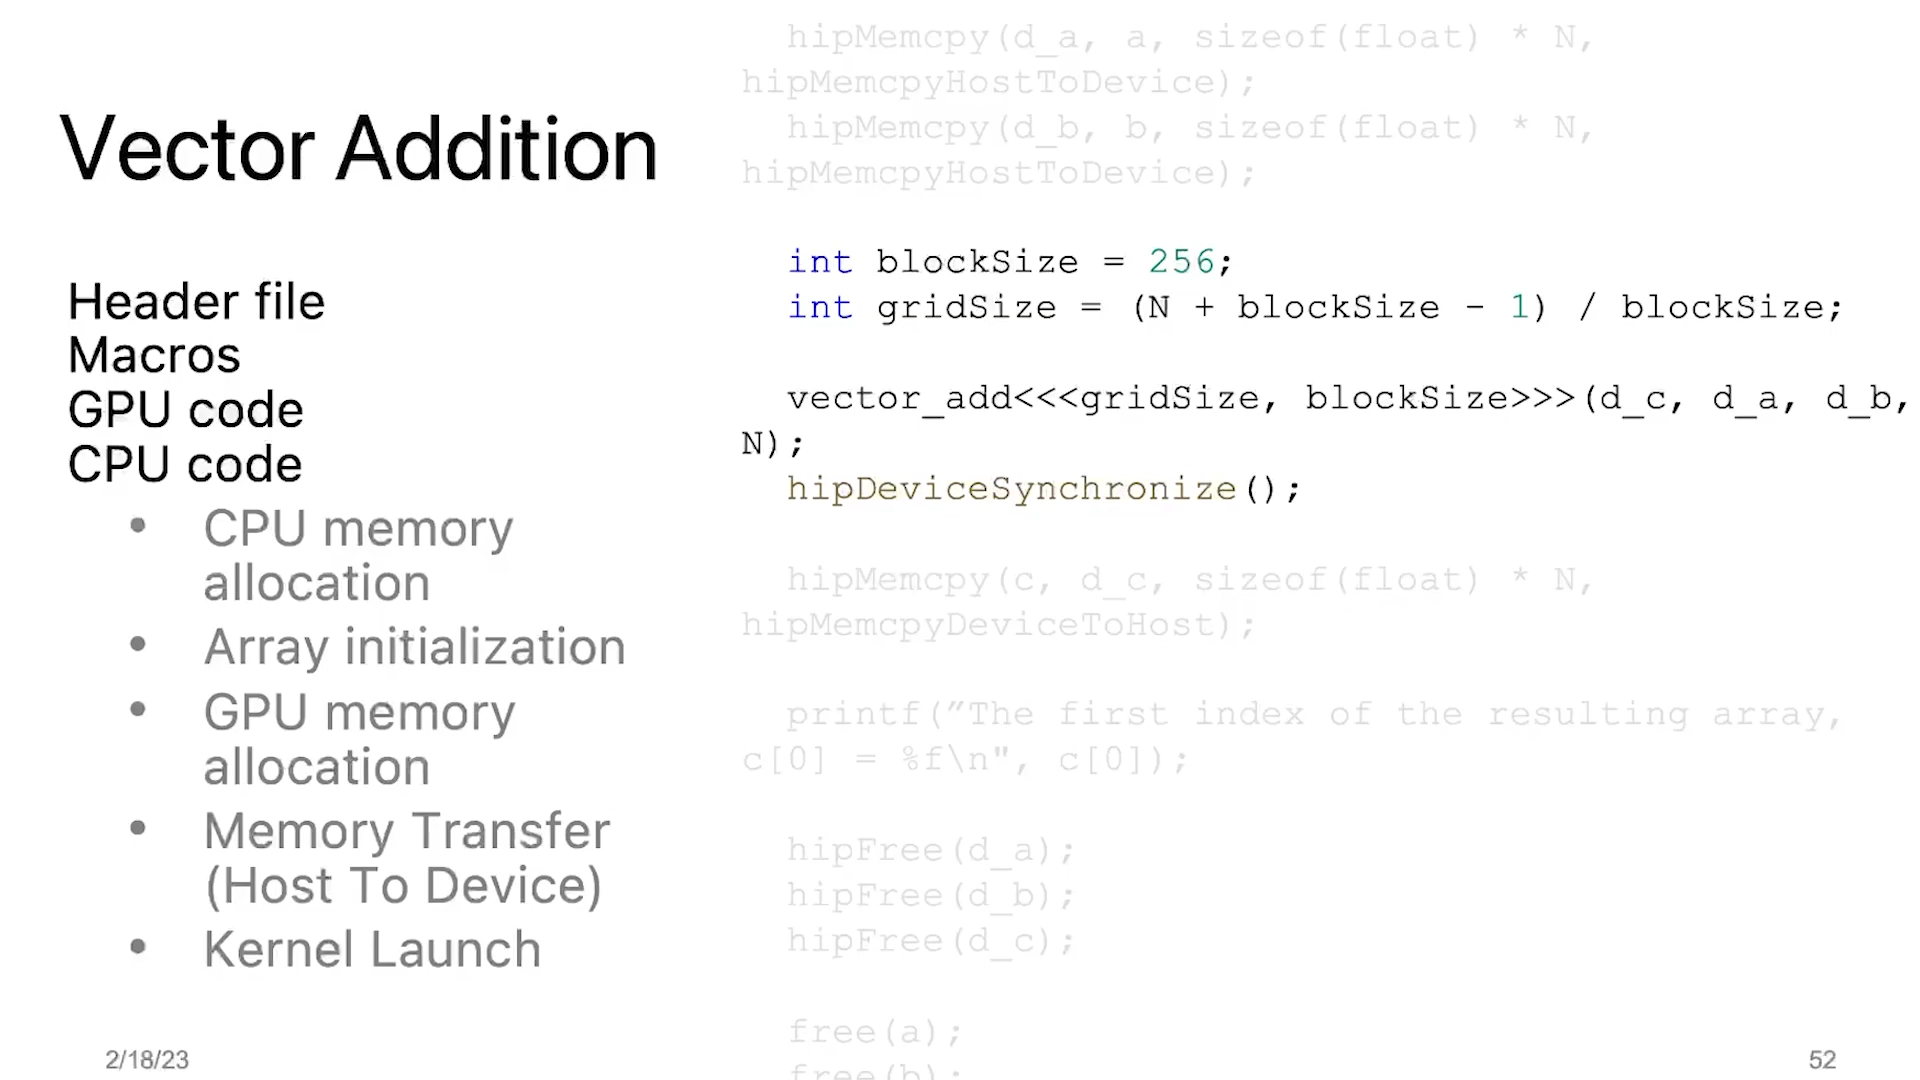 Vector Addition
Header file
Macros
GPU code
CPU code
• CPU memory
allocation
• Array initialization
• GPU memory
allocation
• Memory Transfer
(Host To Device)
• Kernel Launch
hipMemcpy(d_a, a, sizeof(float) * N,
hipMemcpyHostToDevice);
hipMemcpy(d_b, b, sizeof(float) * N,
hipMemcpyHostToDevice);
int blockSize = 256;
int gridSize = (N + blockSize - 1) / blockSize;
vector_add<<<gridSize, blockSize>>>(d_c, d_a, d_b,
N);
hipDeviceSynchronize();
hipMemcpy(c, d_c, sizeof(float) * N,
hipMemcpyDeviceToHost);
printf(”The first index of the resulting array,
c[0] = %f\n", c[0]);
hipFree(d_a);
hipFree(d_b);
hipFree(d_c);
free(a);
free(b);
2/18/23
52